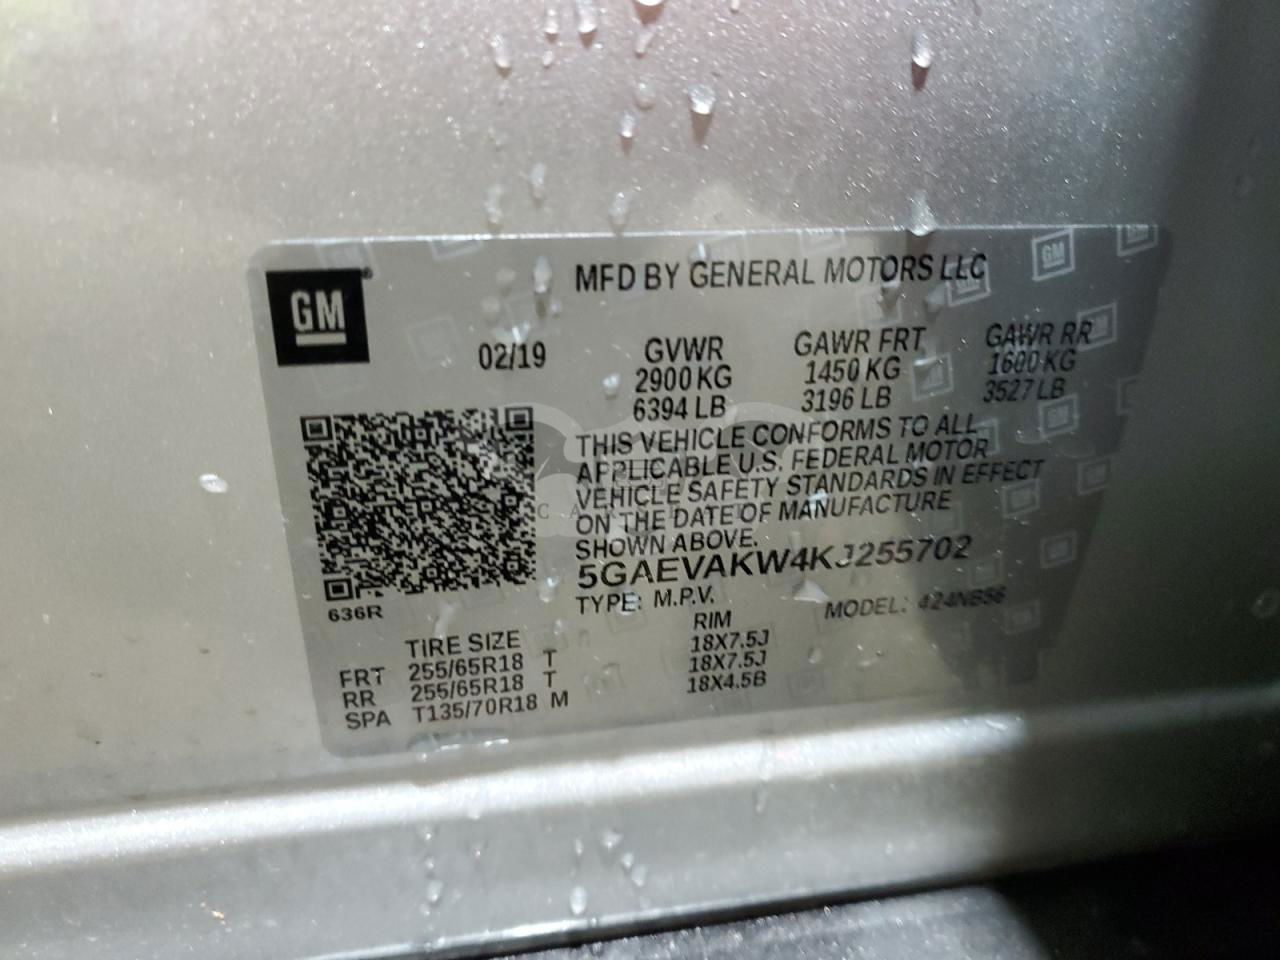 GM
MFD BY GENERAL MOTORS LLC
02/19
GVWR GAWR FRT GAWR RR
2900 KG 1450 KG 1600 KG
6394 LB 3196 LB 3527 LB
THIS VEHICLE CONFORMS TO ALL
APPLICABLE U.S. FEDERAL MOTOR
VEHICLE SAFETY STANDARDS IN EFFECT
ON THE DATE OF MANUFACTURE
SHOWN ABOVE.
5GAEVAKW4KJ255702
TYPE: M.P.V. MODEL: 424NB56
636R
TIRE SIZE RIM
FRT 255/65R18 T 18X7.5J
RR 255/65R18 T 18X7.5J
SPA T135/70R18 M 18X4.5B